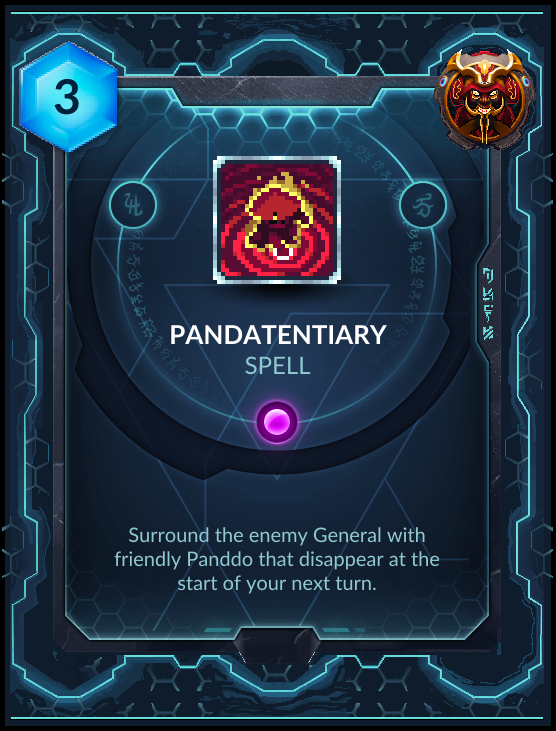 3
PANDATENTIARY
SPELL
Surround the enemy General with
friendly Panddo that disappear at the
start of your next turn.